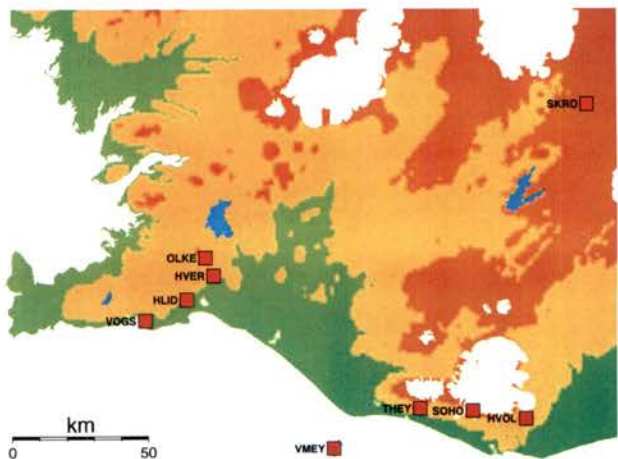 SKRO
OLKE
HVER
HLID
VOGS
THEY SOHO HVOL
km
0 50
VMEY